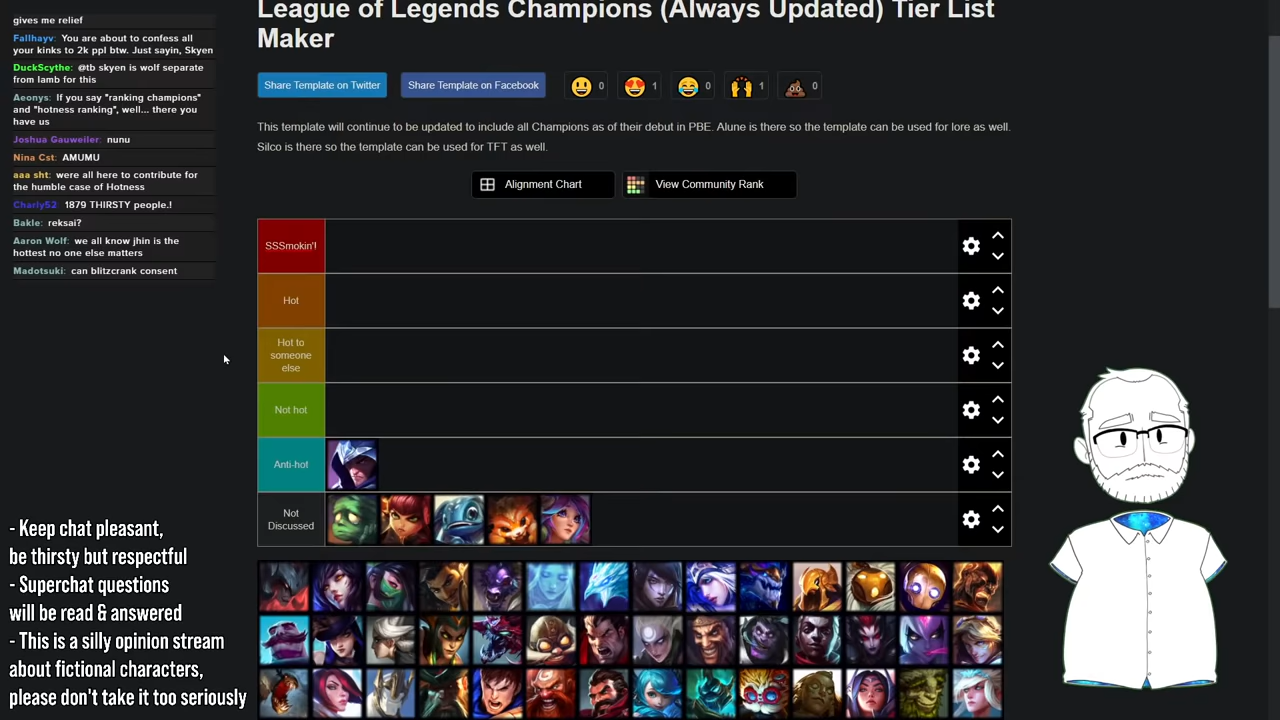 gives me relief
Fallhayv: You are about to confess all
your kinks to 2k ppl btw. Just sayin, Skyen
DuckScythe: @tb skyen is wolf separate
from lamb for this
Aeonys: If you say "ranking champions"
and "hotness ranking", well... there you
have us
Joshua Gauweiler: nunu
Nina Cst: AMUMU
aaa sht: were all here to contribute for
the humble case of Hotness
Charly52: 1879 THIRSTY people.!
Bakle: reksai?
Aaron Wolf: we all know jhin is the
hottest no one else matters
Madotsuki: can blitzcrank consent
League of Legends Champions (Always Updated) Tier List
Maker
Share Template on Twitter
Share Template on Facebook
0
1
0
1
0
This template will continue to be updated to include all Champions as of their debut in PBE. Alune is there so the template can be used for lore as well.
Silco is there so the template can be used for TFT as well.
Alignment Chart
View Community Rank
SSSmokin'!
Hot
Hot to
someone
else
Not hot
Anti-hot
Not
Discussed
- Keep chat pleasant,
be thirsty but respectful
- Superchat questions
will be read & answered
- This is a silly opinion stream
about fictional characters,
please don't take it too seriously